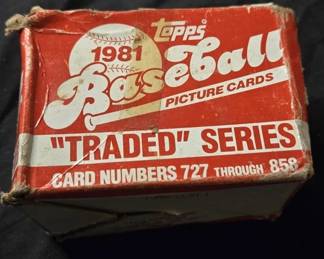 topps®
1981
Baseball
PICTURE CARDS
"TRADED" SERIES
CARD NUMBERS 727 THROUGH 858